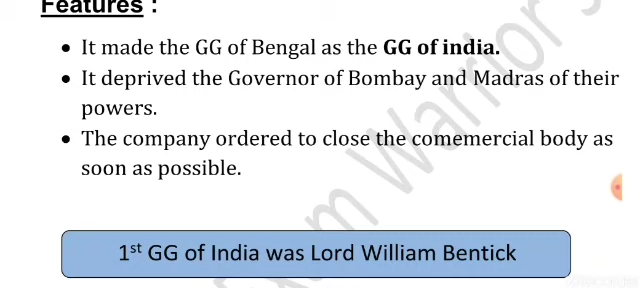 Features :
• It made the GG of Bengal as the GG of india.
• It deprived the Governor of Bombay and Madras of their
powers.
• The company ordered to close the comemercial body as
soon as possible.
1st GG of India was Lord William Bentick